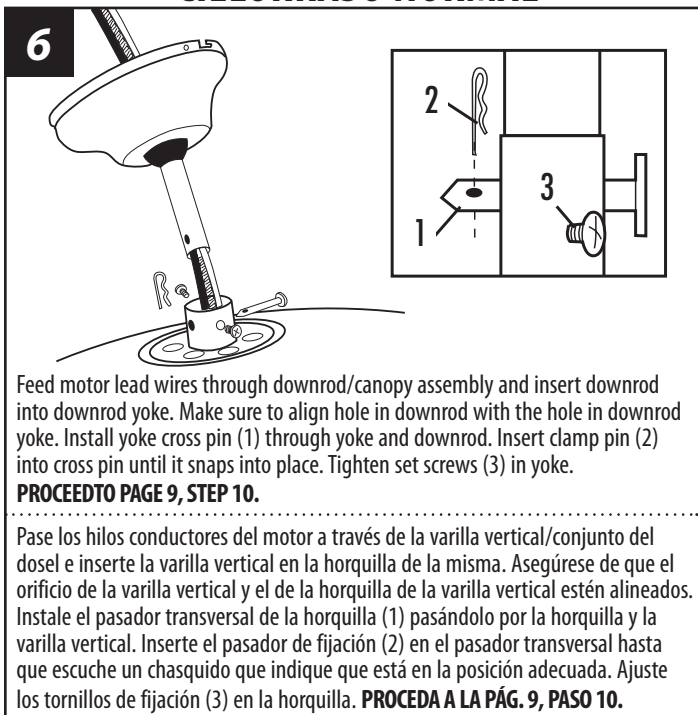 6
2
3
1
Feed motor lead wires through downrod/canopy assembly and insert downrod
into downrod yoke. Make sure to align hole in downrod with the hole in downrod
yoke. Install yoke cross pin (1) through yoke and downrod. Insert clamp pin (2)
into cross pin until it snaps into place. Tighten set screws (3) in yoke.
PROCEEDTO PAGE 9, STEP 10.
Pase los hilos conductores del motor a través de la varilla vertical/conjunto del
dosel e inserte la varilla vertical en la horquilla de la misma. Asegúrese de que el
orificio de la varilla vertical y el de la horquilla de la varilla vertical estén alineados.
Instale el pasador transversal de la horquilla (1) pasándolo por la horquilla y la
varilla vertical. Inserte el pasador de fijación (2) en el pasador transversal hasta
que escuche un chasquido que indique que está en la posición adecuada. Ajuste
los tornillos de fijación (3) en la horquilla. PROCEDA A LA PÁG. 9, PASO 10.